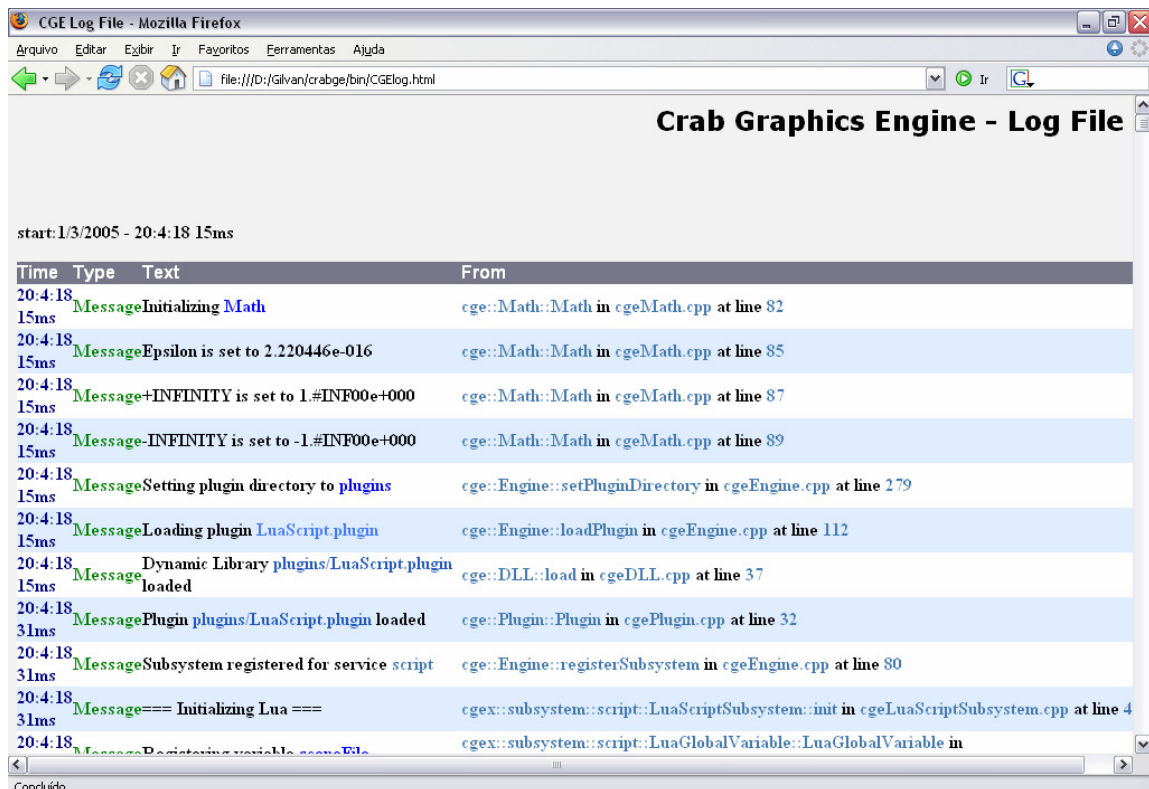 CGE Log File - Mozilla Firefox
Arquivo Editar Exibir Ir Favoritos Ferramentas Ajuda
file:///D:/Gilvan/crabge/bin/CGElog.html Ir
Crab Graphics Engine - Log File
start:1/3/2005 - 20:4:18 15ms
Time Type Text From
20:4:18 15ms Message Initializing Math cge::Math::Math in cgeMath.cpp at line 82
20:4:18 15ms Message Epsilon is set to 2.220446e-016 cge::Math::Math in cgeMath.cpp at line 85
20:4:18 15ms Message +INFINITY is set to 1.#INF00e+000 cge::Math::Math in cgeMath.cpp at line 87
20:4:18 15ms Message -INFINITY is set to -1.#INF00e+000 cge::Math::Math in cgeMath.cpp at line 89
20:4:18 15ms Message Setting plugin directory to plugins cge::Engine::setPluginDirectory in cgeEngine.cpp at line 279
20:4:18 15ms Message Loading plugin LuaScript.plugin cge::Engine::loadPlugin in cgeEngine.cpp at line 112
20:4:18 15ms Message Dynamic Library plugins/LuaScript.plugin loaded cge::DLL::load in cgeDLL.cpp at line 37
20:4:18 31ms Message Plugin plugins/LuaScript.plugin loaded cge::Plugin::Plugin in cgePlugin.cpp at line 32
20:4:18 31ms Message Subsystem registered for service script cge::Engine::registerSubsystem in cgeEngine.cpp at line 80
20:4:18 31ms Message === Initializing Lua === cgex::subsystem::script::LuaScriptSubsystem::init in cgeLuaScriptSubsystem.cpp at line 4
20:4:18 Message Registering variable sceneFile cgex::subsystem::script::LuaGlobalVariable::LuaGlobalVariable in
Concluído